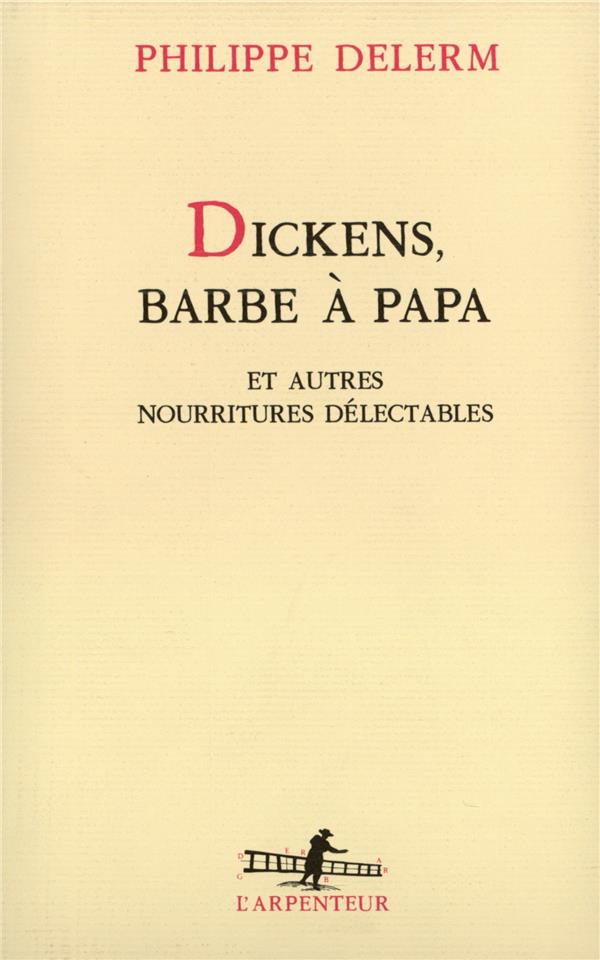 PHILIPPE DELERM
DICKENS,
BARBE À PAPA
ET AUTRES
NOURRITURES DÉLECTABLES
D E R A R
G B
L'ARPENTEUR